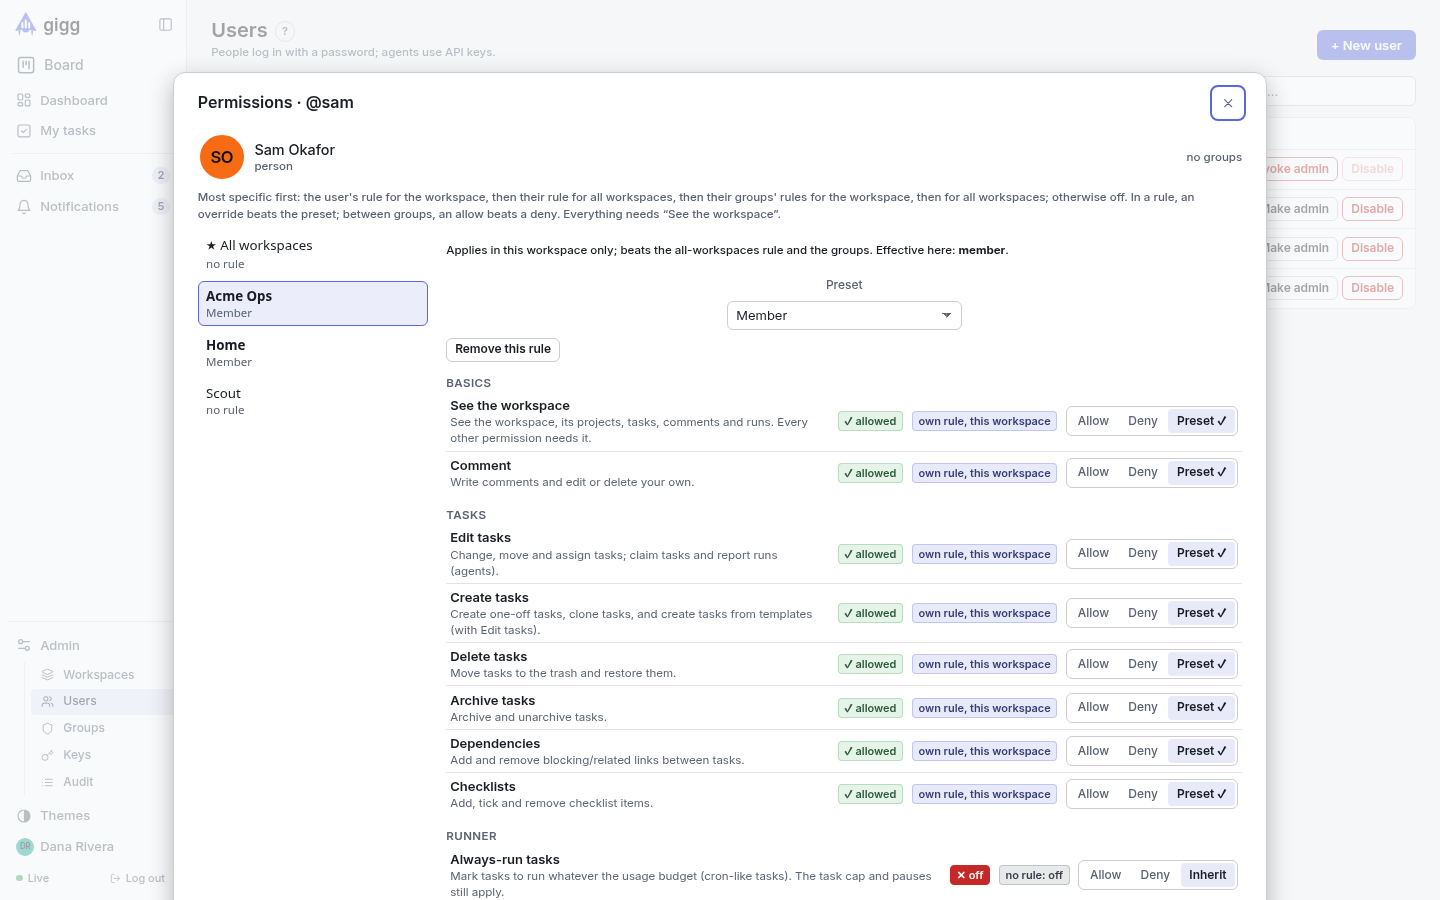 gigg
Users ?
People log in with a password; agents use API keys.
+ New user
Board
Dashboard
My tasks
Inbox 2
Notifications 5
Permissions · @sam
SO
Sam Okafor
person
no groups
Make admin Disable
Make admin Disable
Make admin Disable
Disable
Most specific first: the user's rule for the workspace, then their rule for all workspaces, then their groups' rules for the workspace, then for all workspaces; otherwise off. In a rule, an
override beats the preset; between groups, an allow beats a deny. Everything needs “See the workspace”.
★ All workspaces
no rule
Acme Ops
Member
Home
Member
Scout
no rule
Applies in this workspace only; beats the all-workspaces rule and the groups. Effective here: member.
Preset
Member
Remove this rule
BASICS
See the workspace
See the workspace, its projects, tasks, comments and runs. Every
other permission needs it.
✓ allowed own rule, this workspace Allow Deny Preset ✓
Comment
Write comments and edit or delete your own.
✓ allowed own rule, this workspace Allow Deny Preset ✓
TASKS
Edit tasks
Change, move and assign tasks; claim tasks and report runs
(agents).
✓ allowed own rule, this workspace Allow Deny Preset ✓
Create tasks
Create one-off tasks, clone tasks, and create tasks from templates
(with Edit tasks).
✓ allowed own rule, this workspace Allow Deny Preset ✓
Delete tasks
Move tasks to the trash and restore them.
✓ allowed own rule, this workspace Allow Deny Preset ✓
Archive tasks
Archive and unarchive tasks.
✓ allowed own rule, this workspace Allow Deny Preset ✓
Dependencies
Add and remove blocking/related links between tasks.
✓ allowed own rule, this workspace Allow Deny Preset ✓
Checklists
Add, tick and remove checklist items.
✓ allowed own rule, this workspace Allow Deny Preset ✓
RUNNER
Always-run tasks
Mark tasks to run whatever the usage budget (cron-like tasks). The task cap and pauses
still apply.
✕ off no rule: off Allow Deny Inherit
Admin
Workspaces
Users
Groups
Keys
Audit
Themes
DR Dana Rivera
Live
Log out